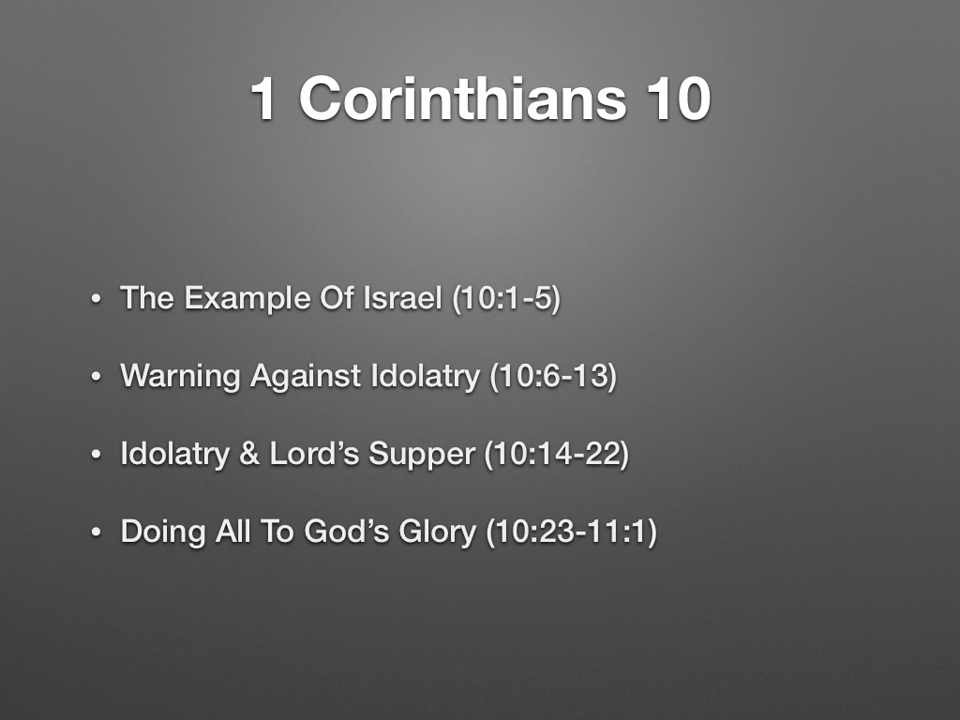 1 Corinthians 10
• The Example Of Israel (10:1-5)
• Warning Against Idolatry (10:6-13)
• Idolatry & Lord’s Supper (10:14-22)
• Doing All To God’s Glory (10:23-11:1)